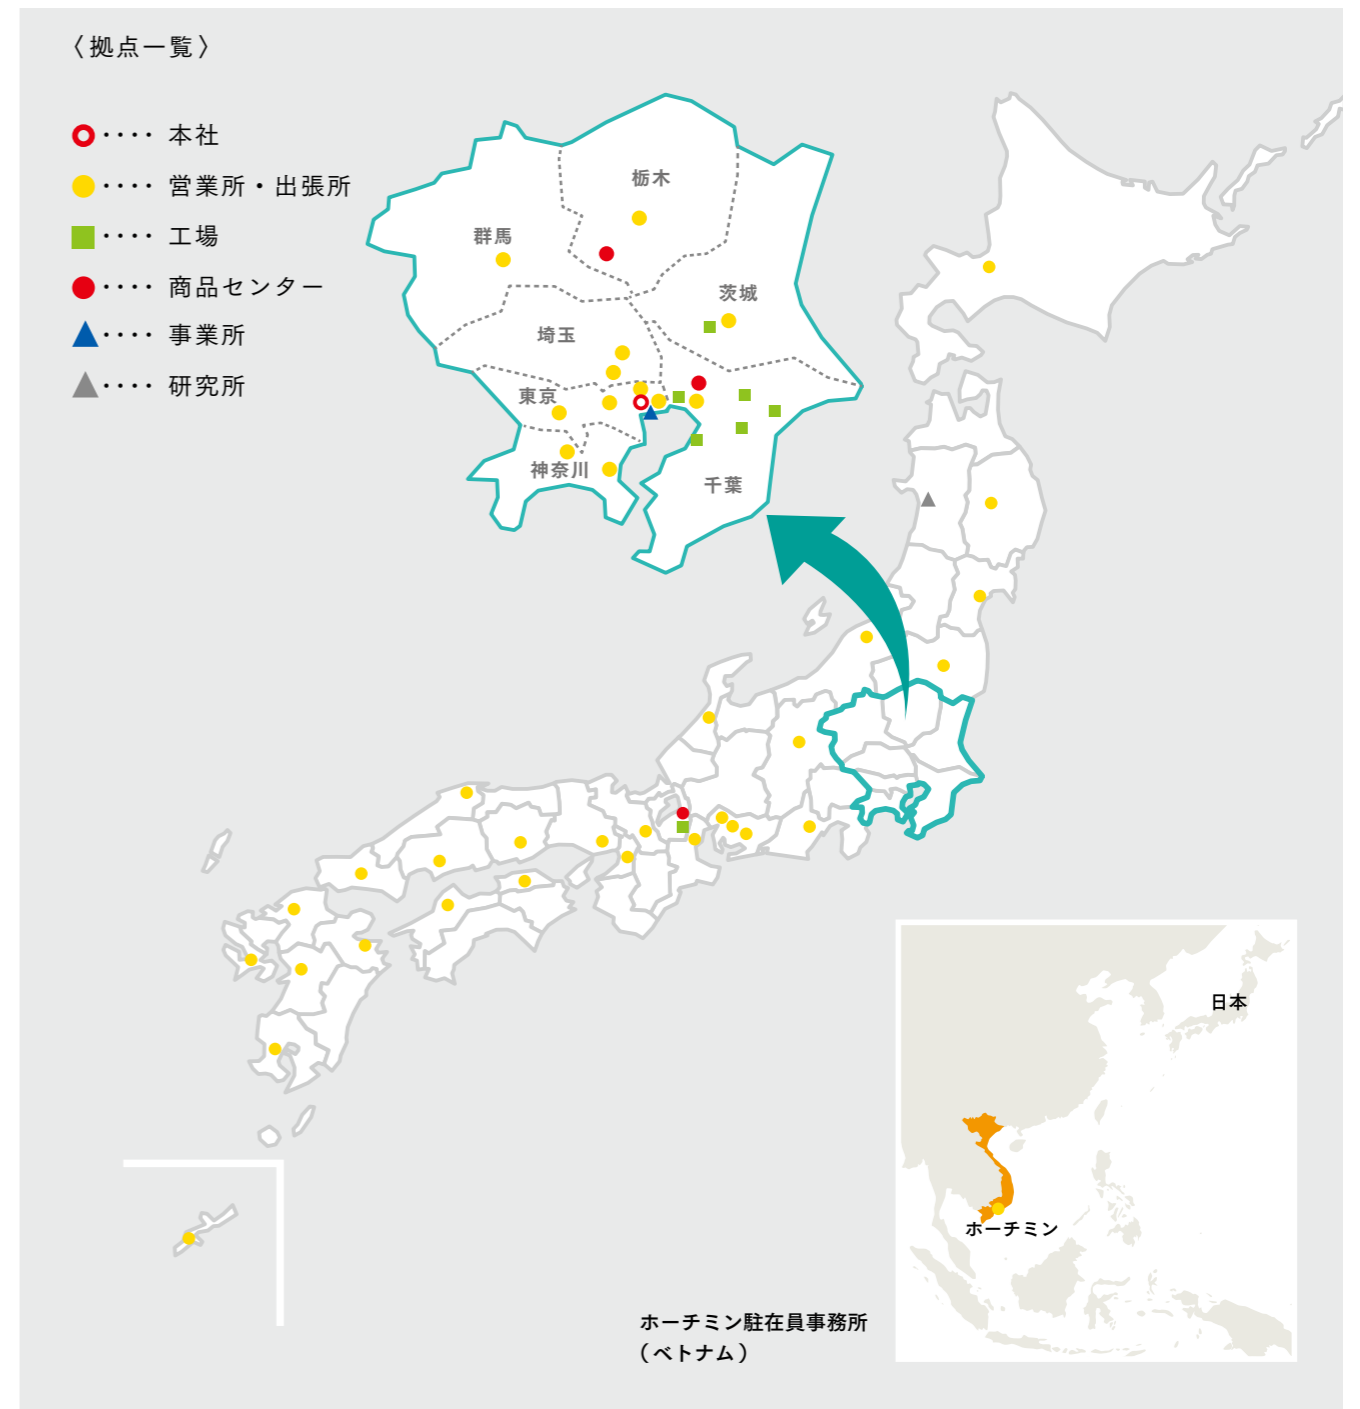 〈拠点一覧〉
‥‥ 本社
‥‥ 営業所・出張所
‥‥ 工場
‥‥ 商品センター
‥‥ 事業所
‥‥ 研究所
栃木
群馬
茨城
埼玉
東京
神奈川
千葉
日本
ホーチミン
ホーチミン駐在員事務所
（ベトナム）